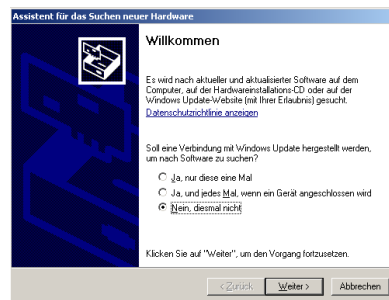 Assistent für das Suchen neuer Hardware
Willkommen
Es wird nach aktueller und aktualisierter Software auf dem
Computer, auf der Hardwareinstallations-CD oder auf der
Windows Update-Website (mit Ihrer Erlaubnis) gesucht.
Datenschutzrichtlinie anzeigen
Soll eine Verbindung mit Windows Update hergestellt werden,
um nach Software zu suchen?
Ja, nur diese eine Mal
Ja, und jedes Mal, wenn ein Gerät angeschlossen wird
Nein, diesmal nicht
Klicken Sie auf "Weiter", um den Vorgang fortzusetzen.
< Zurück Weiter > Abbrechen